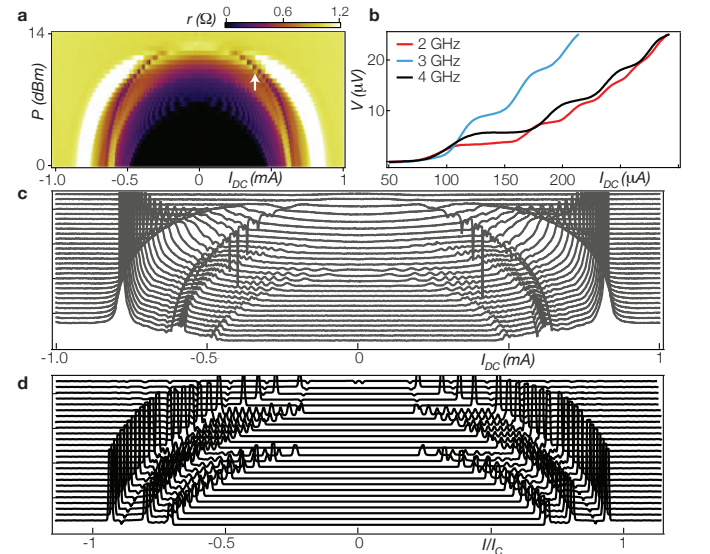 a
r (Ω)
0 0.6 1.2
14
P (dBm)
0
-1.0 -0.5 0 I_DC (mA) 1
b
2 GHz
3 GHz
4 GHz
V (μV)
20
10
50 100 150 200 I_DC (μA)
c
-1.0 -0.5 0 I_DC (mA) 1
d
-1 -0.5 0 I/I_C 1